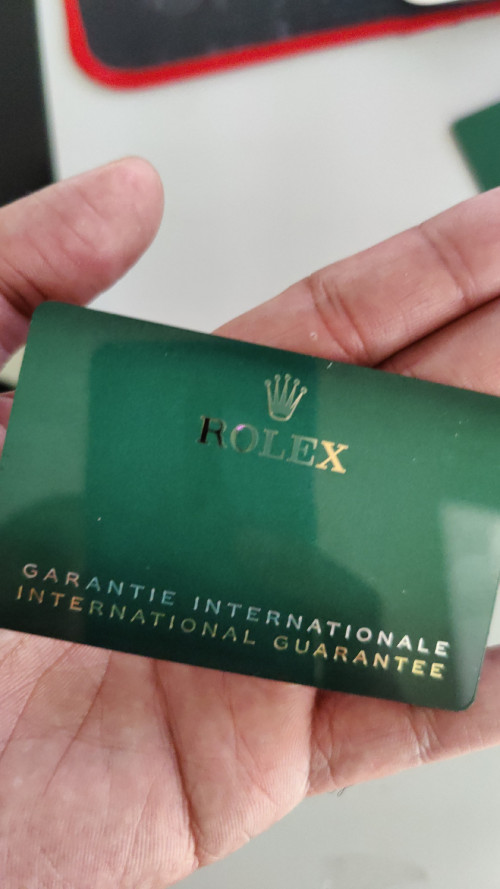 ROLEX
GARANTIE INTERNATIONALE
INTERNATIONAL GUARANTEE